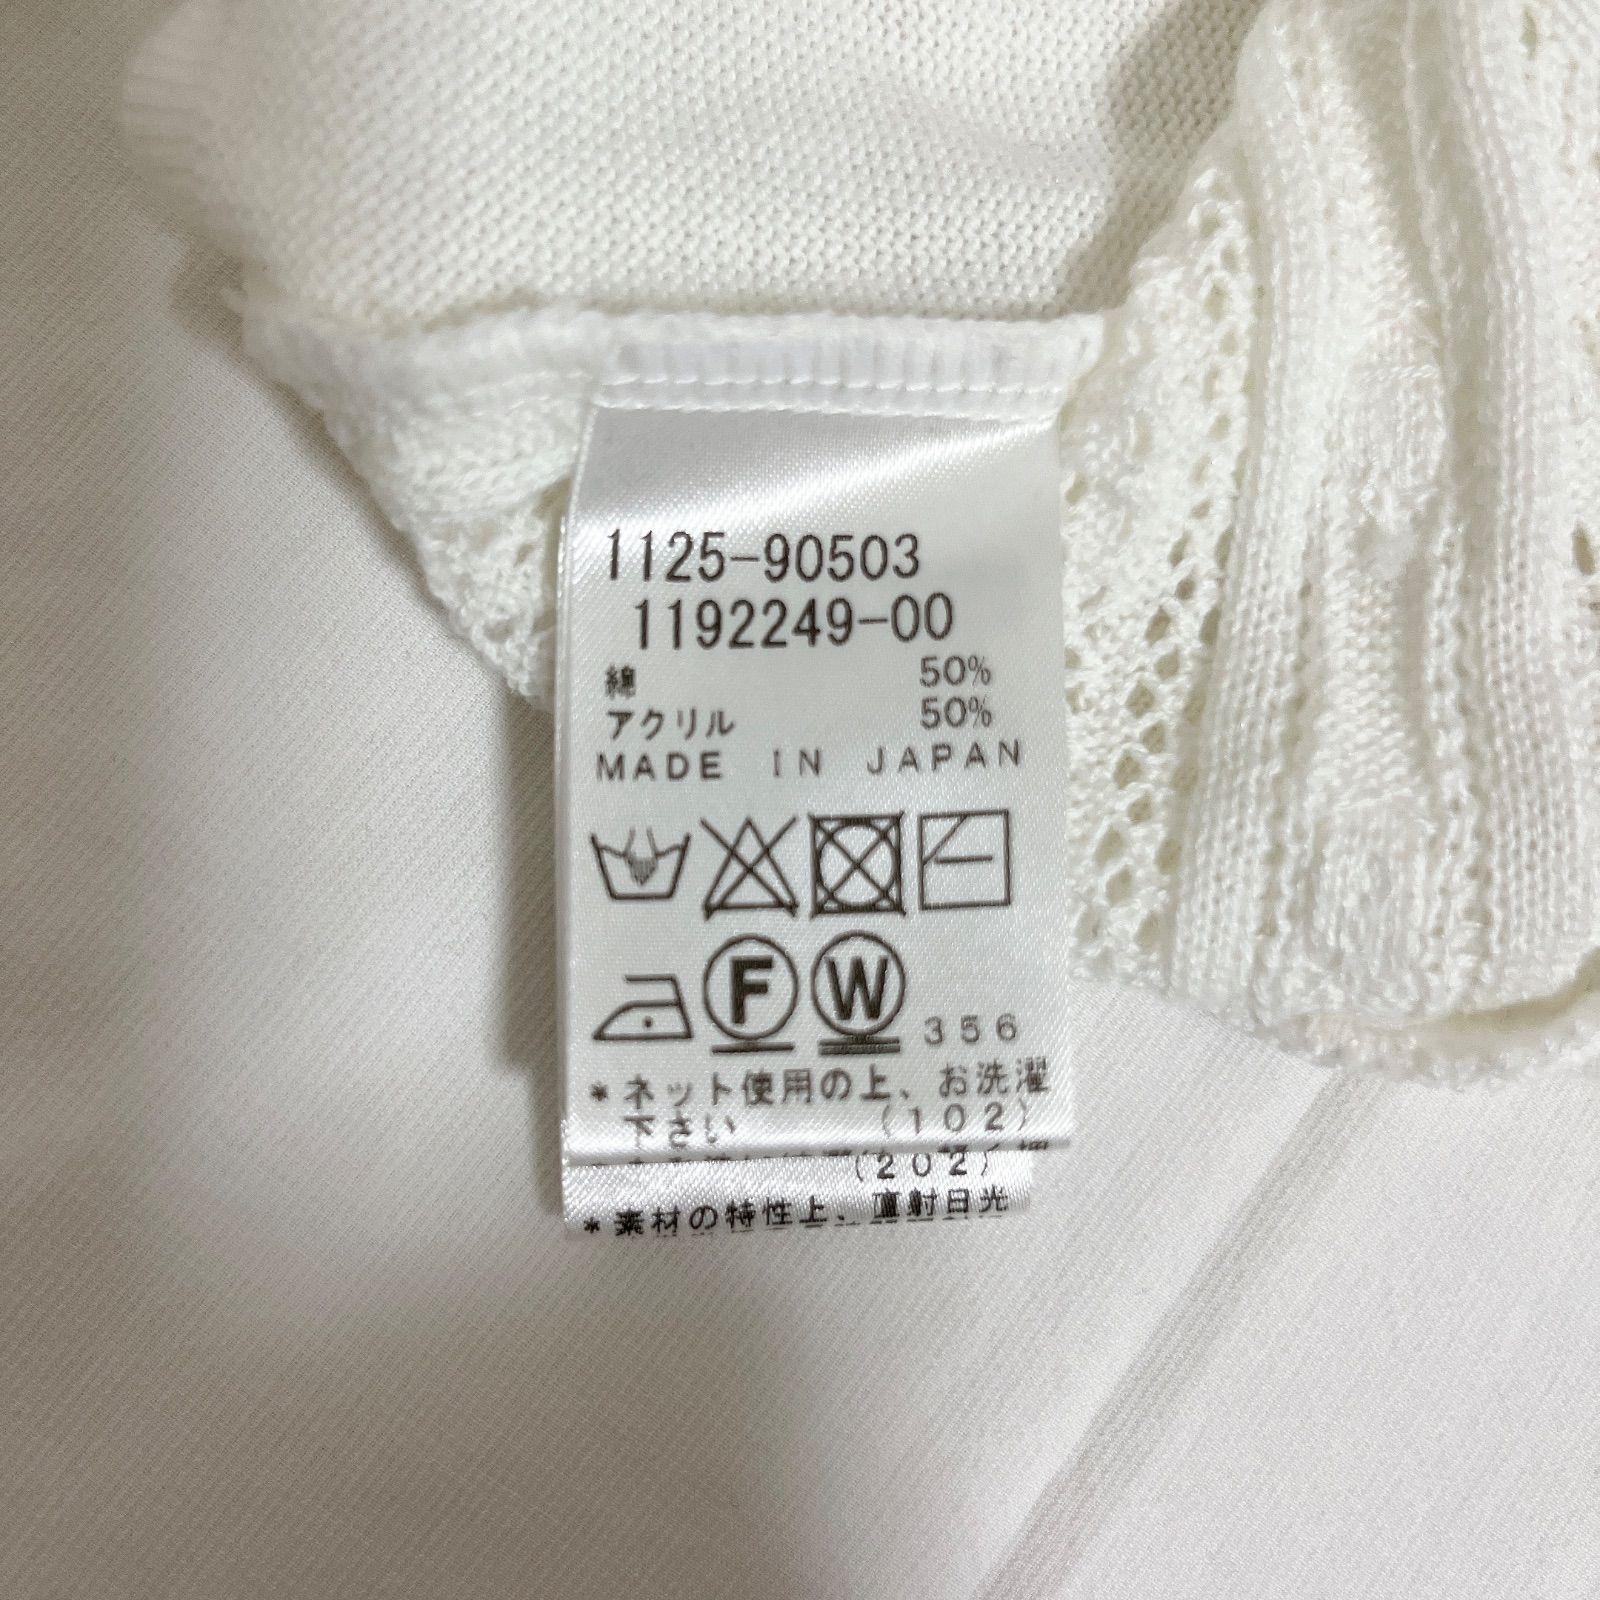 1125-90503
1192249-00
綿 50%
アクリル 50%
MADE IN JAPAN
F W 356
*ネット使用の上、お洗濯
下さい (102)
(202)
*素材の特性上、直射日光